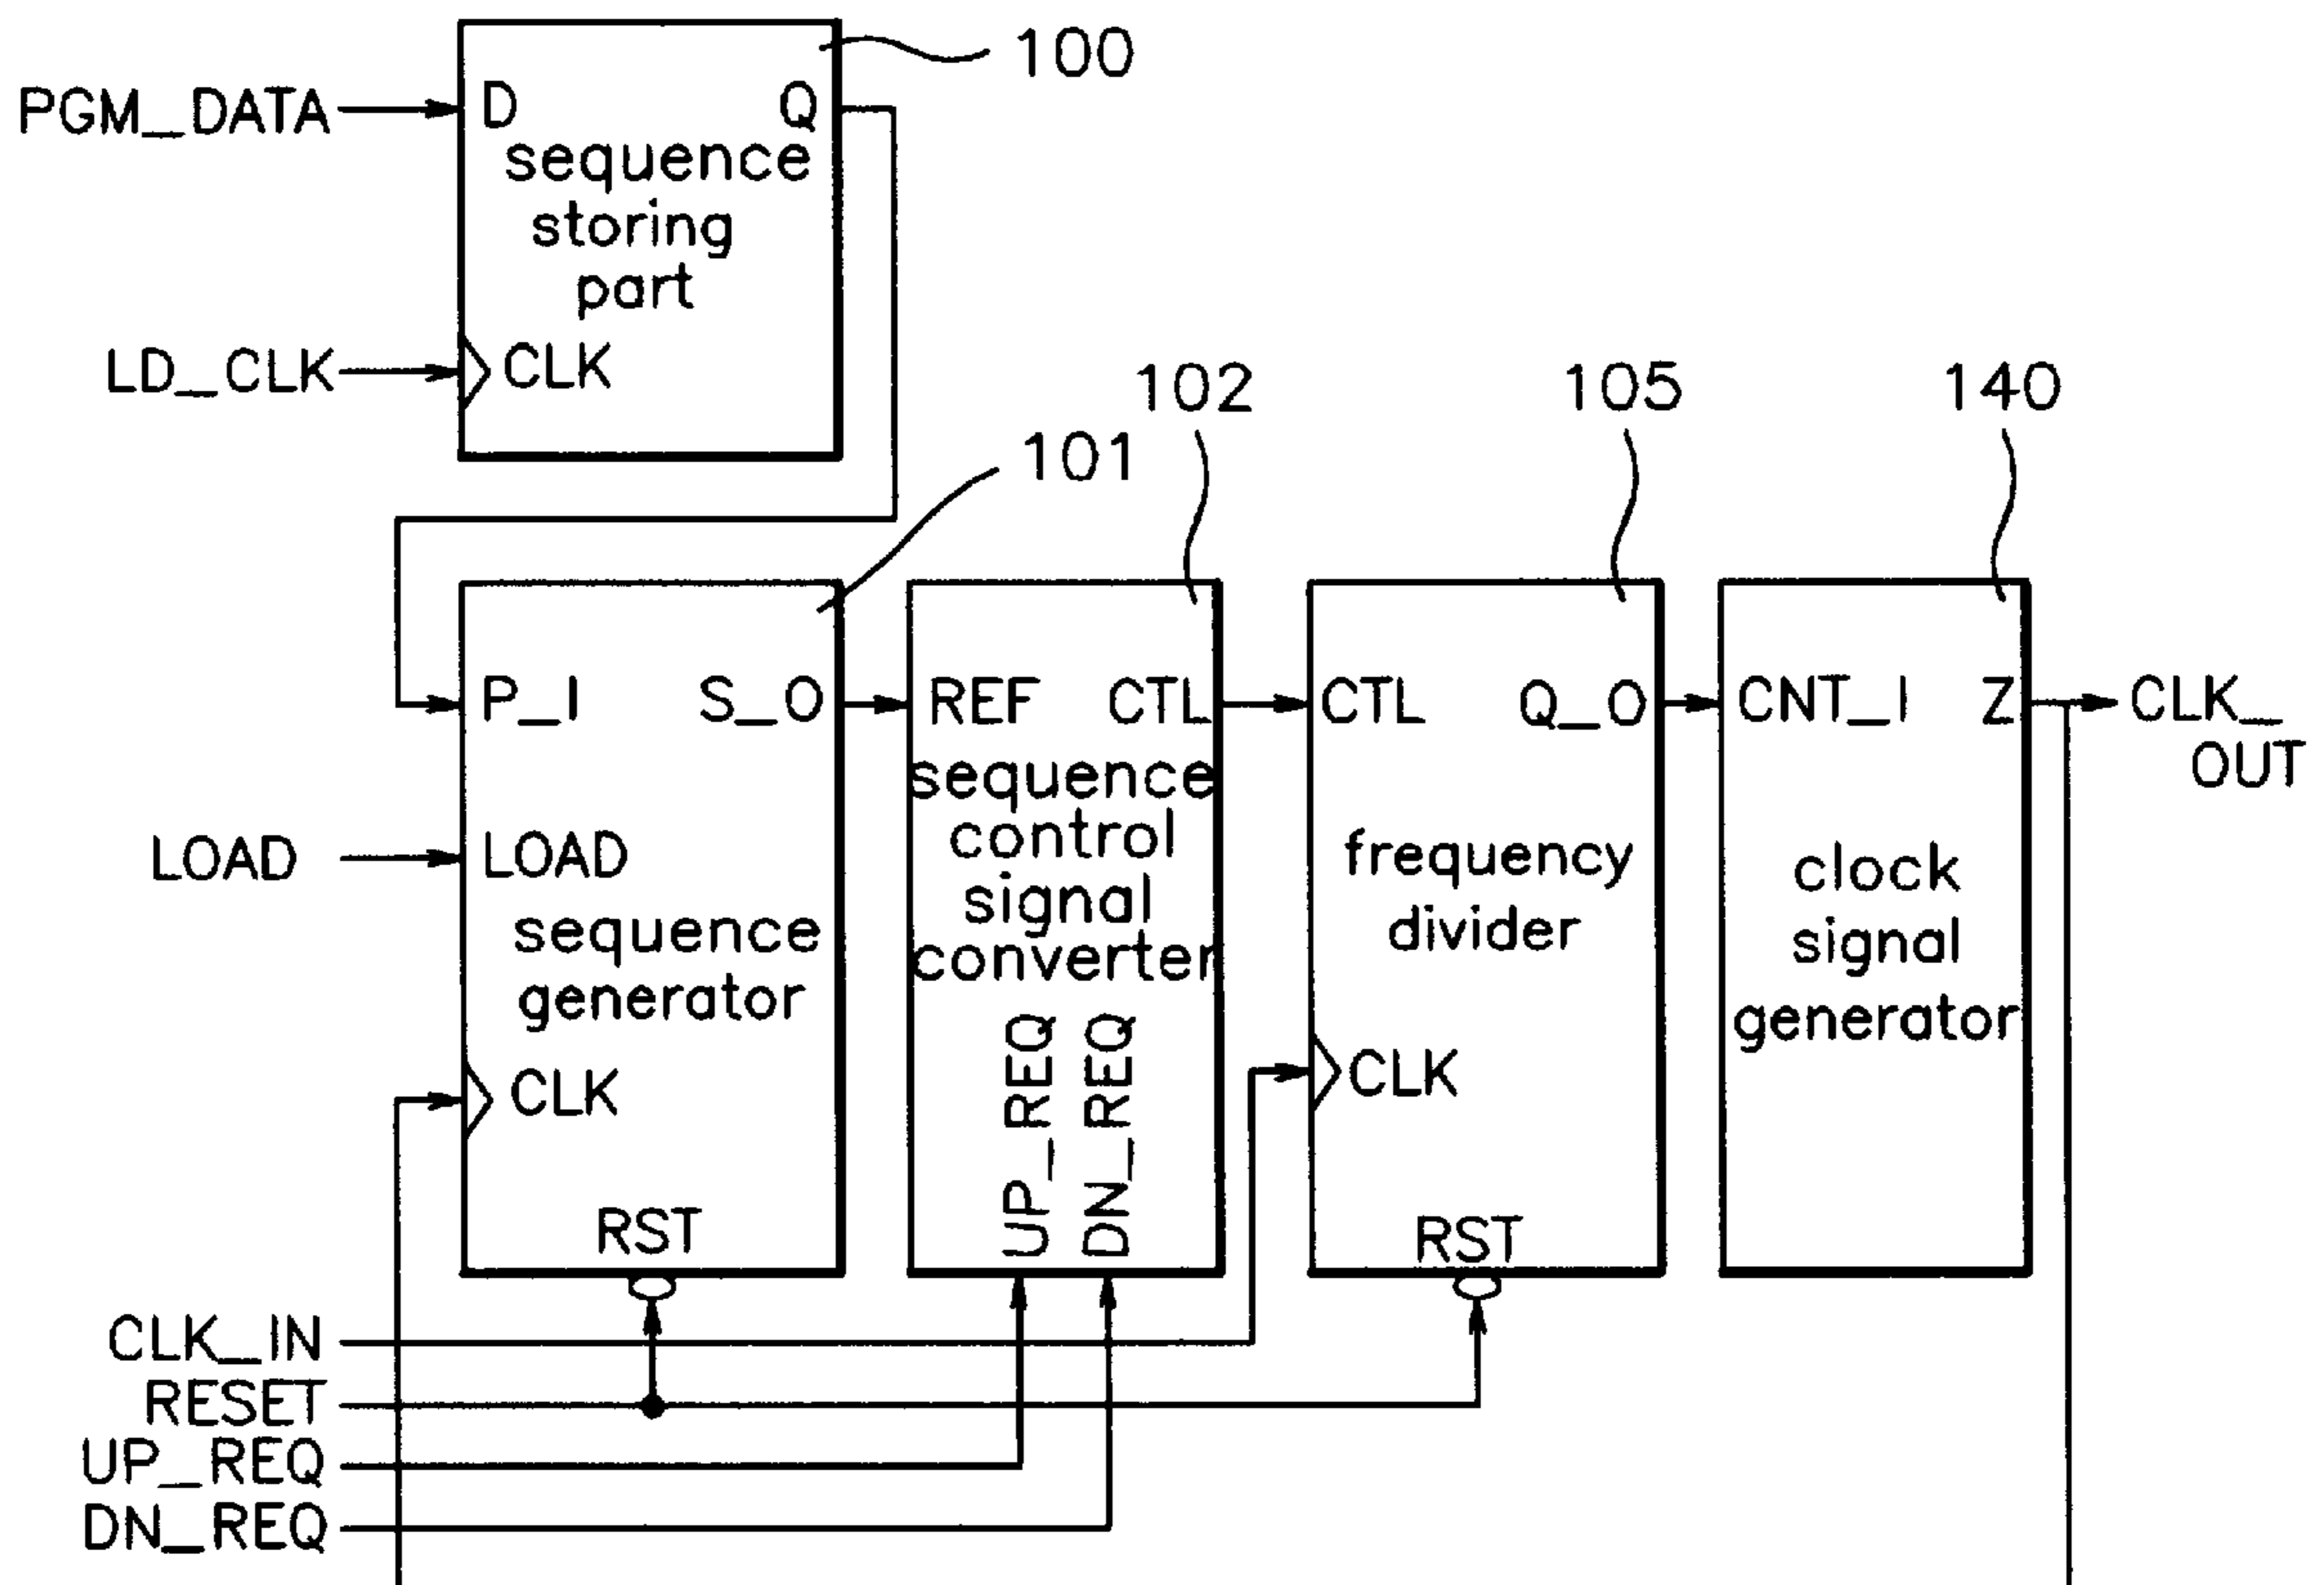 100
PGM_DATA
D
Q
sequence
storing
part
LD_CLK
CLK
101
102
105
140
P_I
S_O
REF
CTL
CTL
Q_O
CNT_I
Z
CLK_
OUT
LOAD
LOAD
sequence
generator
sequence
control
signal
converter
frequency
divider
clock
signal
generator
CLK
UP_REQ
DN_REQ
CLK
RST
RST
CLK_IN
RESET
UP_REQ
DN_REQ